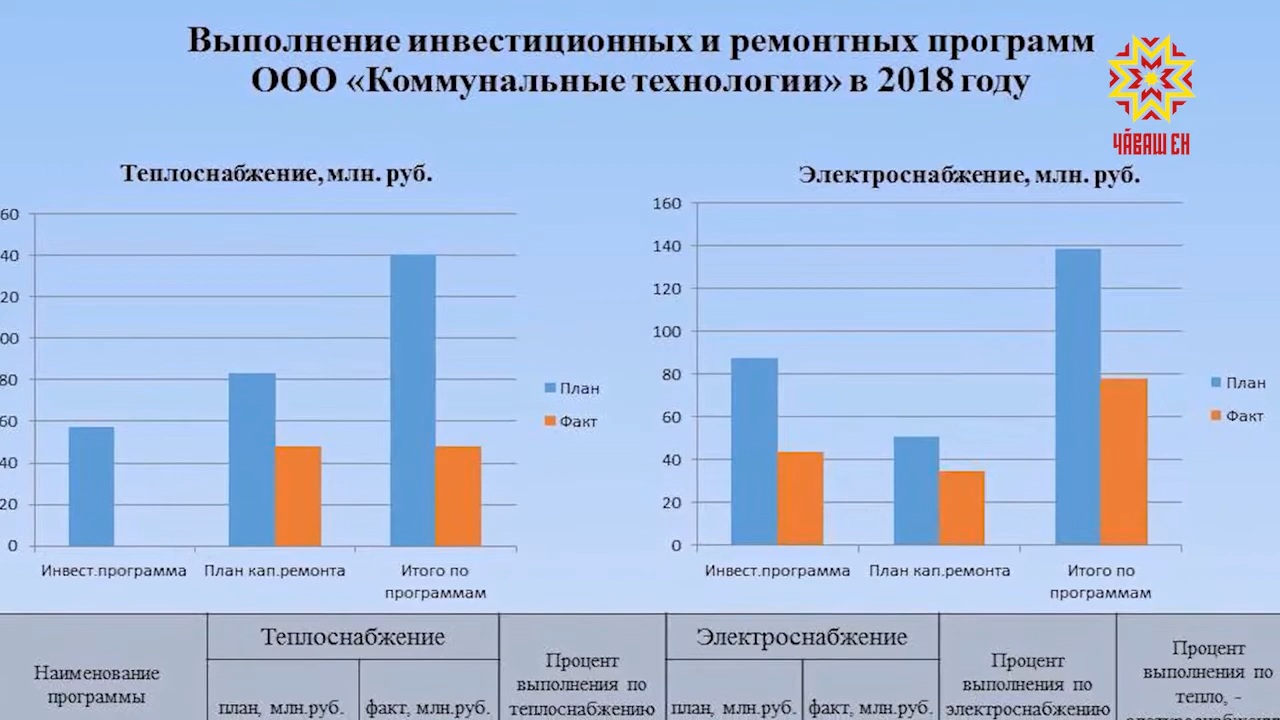 Выполнение инвестиционных и ремонтных программ
ООО «Коммунальные технологии» в 2018 году
ЧӐВАШ ЕН
Теплоснабжение, млн. руб.
60
40
20
00
80
60
40
20
0
Инвест.программа
План кап.ремонта
Итого по
программам
План
Факт
Электроснабжение, млн. руб.
160
140
120
100
80
60
40
20
0
Инвест.программа
План кап.ремонта
Итого по
программам
План
Факт
Наименование
программы
Теплоснабжение
план, млн.руб.
факт, млн.руб.
Процент
выполнения по
теплоснабжению
Электроснабжение
план, млн.руб.
факт, млн.руб.
Процент
выполнения по
электроснабжению
Процент
выполнения по
тепло, -